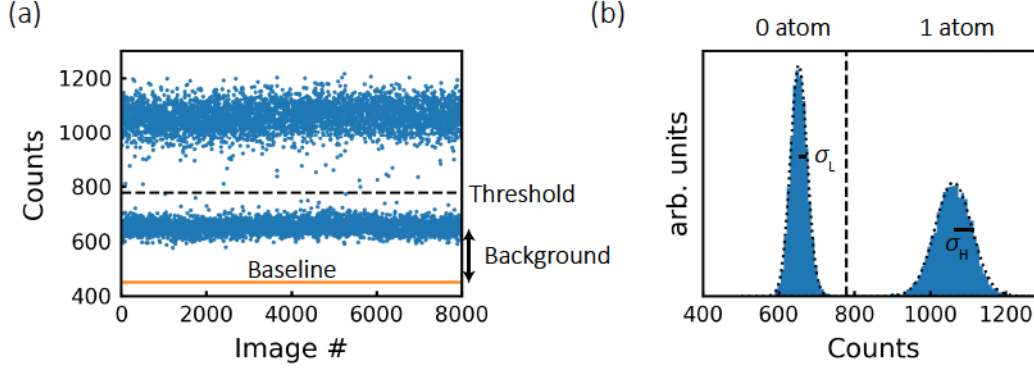 (a)
Counts
1200
1000
800
600
400
Threshold
Background
Baseline
0
2000
4000
6000
8000
Image #
(b)
0 atom
1 atom
arb. units
σL
σH
400
600
800
1000
1200
Counts